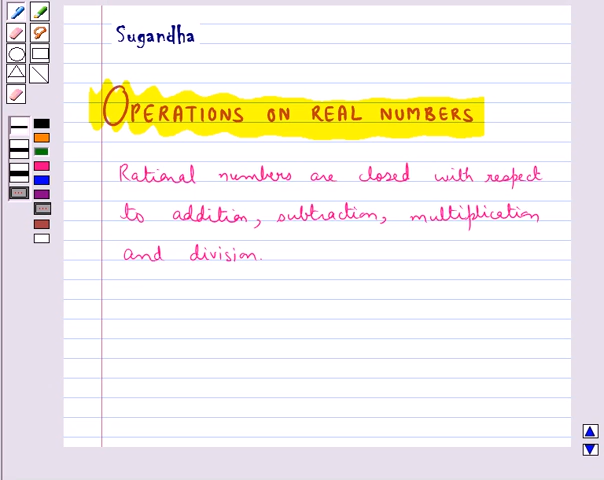 Sugandha
OPERATIONS ON REAL NUMBERS
Rational numbers are closed with respect
to addition, subtraction, multiplication
and division.